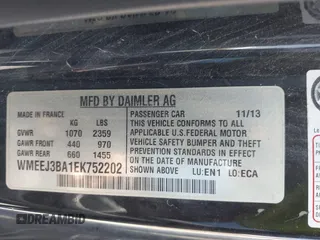 MFD BY DAIMLER AG
MADE IN FRANCE PASSENGER CAR 11/13
KG LBS THIS VEHICLE CONFORMS TO ALL
GVWR 1070 2359 APPLICABLE U.S.FEDERAL MOTOR
GAWR FRONT 440 970 VEHICLE SAFETY BUMPER AND THEFT
GAWR REAR 660 1455 PREVENTION STANDARDS IN EFFECT
WMEEJ3BA1EK752202 ON THE DATE OF MANUFACTURE
SHOWN ABOVE. LU:EN1 LO:ECA
DREAMBID